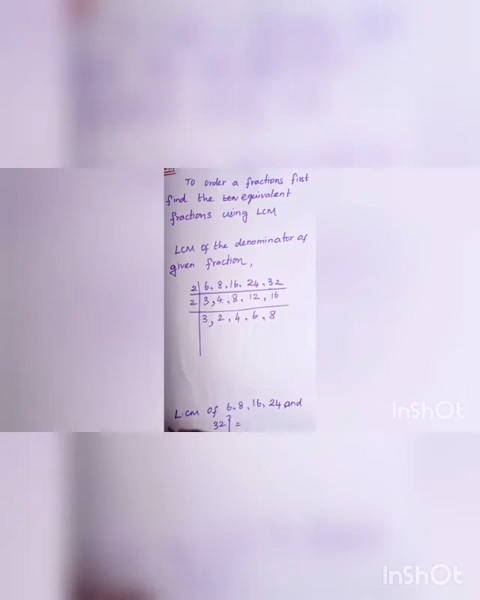 To order a fractions first
find the equivalent
fractions using LCM
LCM of the denominator of
given fraction,
2 | 6, 8, 16, 24, 32
2 | 3, 4, 8, 12, 16
3, 2, 4, 6, 8
LCM of 6, 8, 16, 24 and
32} =
InShOt
InShOt